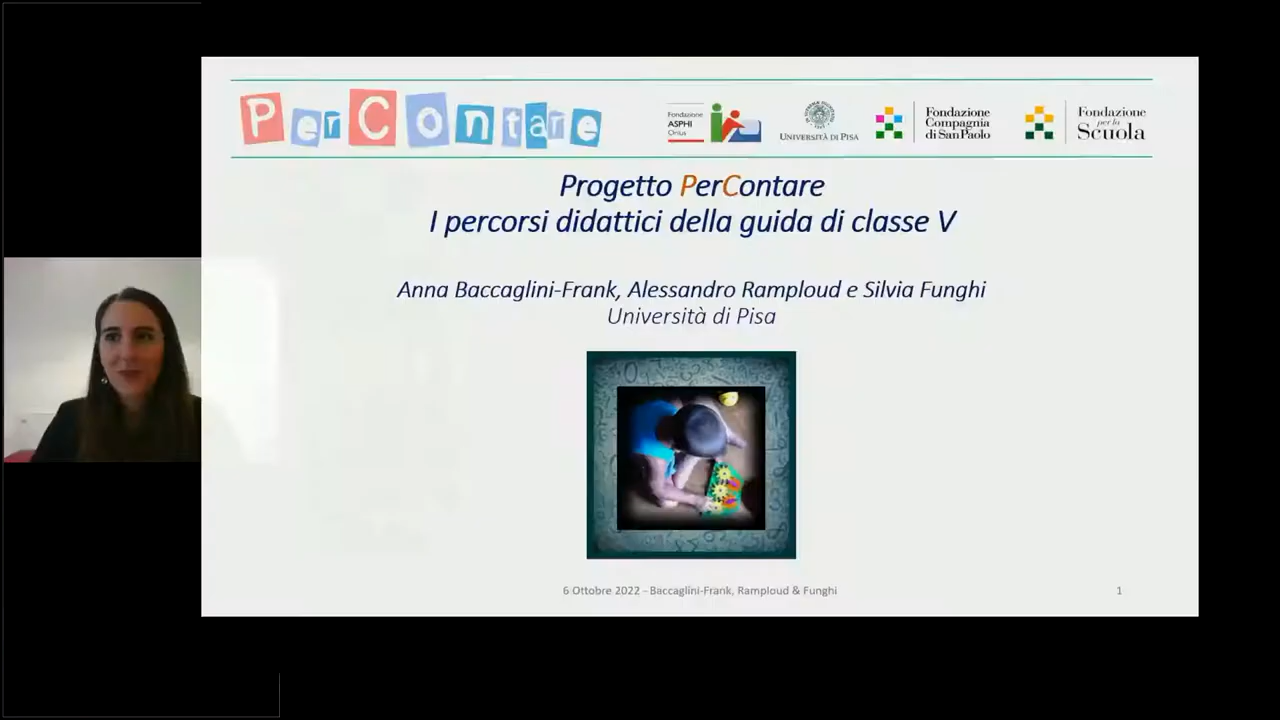 PerContare
Fondazione
ASPHI
Onlus
UNIVERSITÀ DI PISA
Fondazione
Compagnia
di San Paolo
Fondazione
per la
Scuola
Progetto PerContare
I percorsi didattici della guida di classe V
Anna Baccaglini-Frank, Alessandro Ramploud e Silvia Funghi
Università di Pisa
6 Ottobre 2022 - Baccaglini-Frank, Ramploud & Funghi
1